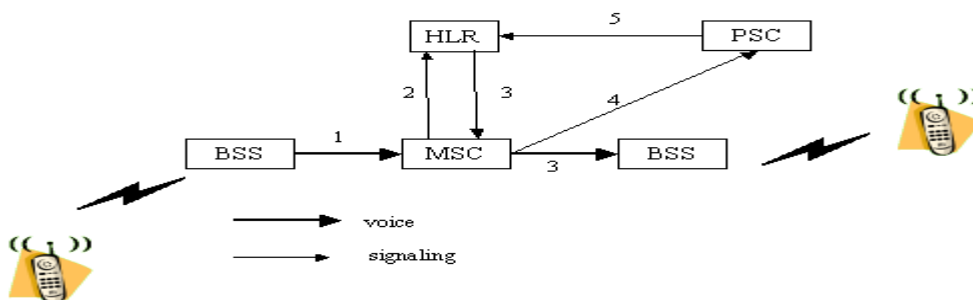 5
HLR
PSC
2
3
4
1
BSS
MSC
3
BSS
voice
signaling